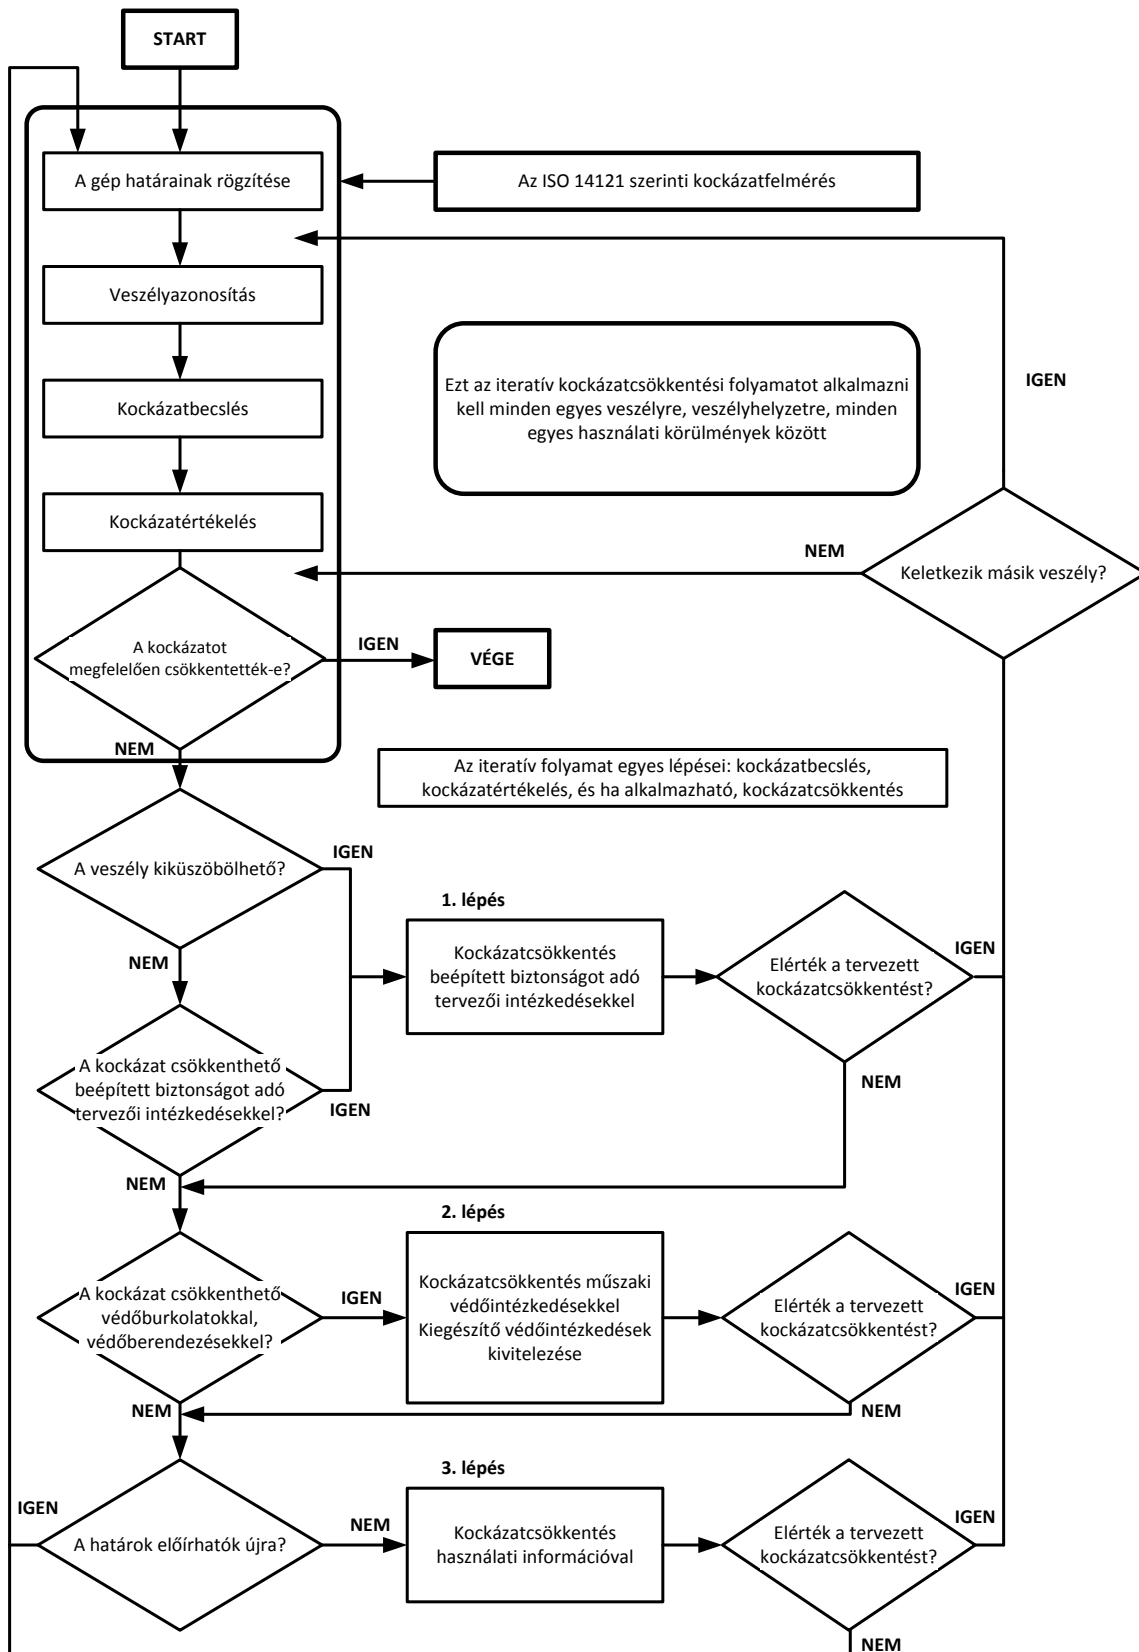 START
A gép határainak rögzítése
Az ISO 14121 szerinti kockázatfelmérés
Veszélyazonosítás
Ezt az iteratív kockázatcsökkentési folyamatot alkalmazni
kell minden egyes veszélyre, veszélyhelyzetre, minden
egyes használati körülmények között
IGEN
Kockázatbecslés
Kockázatértékelés
NEM
Keletkezik másik veszély?
A kockázatot
megfelelően csökkentették-e?
IGEN
VÉGE
NEM
Az iteratív folyamat egyes lépései: kockázatbecslés,
kockázatértékelés, és ha alkalmazható, kockázatcsökkentés
A veszély kiküszöbölhető?
IGEN
NEM
1. lépés
Kockázatcsökkentés
beépített biztonságot adó
tervezői intézkedésekkel
Elérték a tervezett
kockázatcsökkentést?
IGEN
NEM
A kockázat csökkenthető
beépített biztonságot adó
tervezői intézkedésekkel?
IGEN
NEM
2. lépés
A kockázat csökkenthető
védőburkolatokkal,
védőberendezésekkel?
IGEN
Kockázatcsökkentés műszaki
védőintézkedésekkel
Kiegészítő védőintézkedések
kivitelezése
Elérték a tervezett
kockázatcsökkentést?
IGEN
NEM
NEM
3. lépés
IGEN
A határok előírhatók újra?
NEM
Kockázatcsökkentés
használati információval
Elérték a tervezett
kockázatcsökkentést?
IGEN
NEM